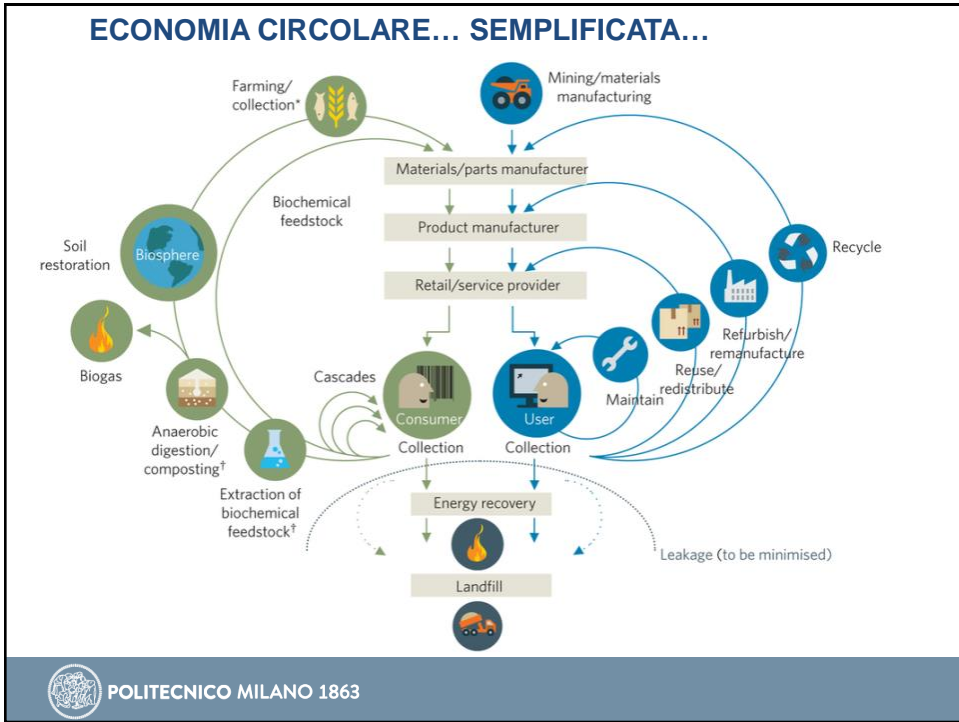 ECONOMIA CIRCOLARE… SEMPLIFICATA…
Farming/
collection*
Mining/materials
manufacturing
Materials/parts manufacturer
Biochemical
feedstock
Product manufacturer
Soil
restoration
Biosphere
Recycle
Retail/service provider
Refurbish/
remanufacture
Biogas
Reuse/
redistribute
Cascades
Maintain
Consumer
User
Anaerobic
digestion/
composting†
Collection
Collection
Extraction of
biochemical
feedstock†
Energy recovery
Leakage (to be minimised)
Landfill
POLITECNICO MILANO 1863